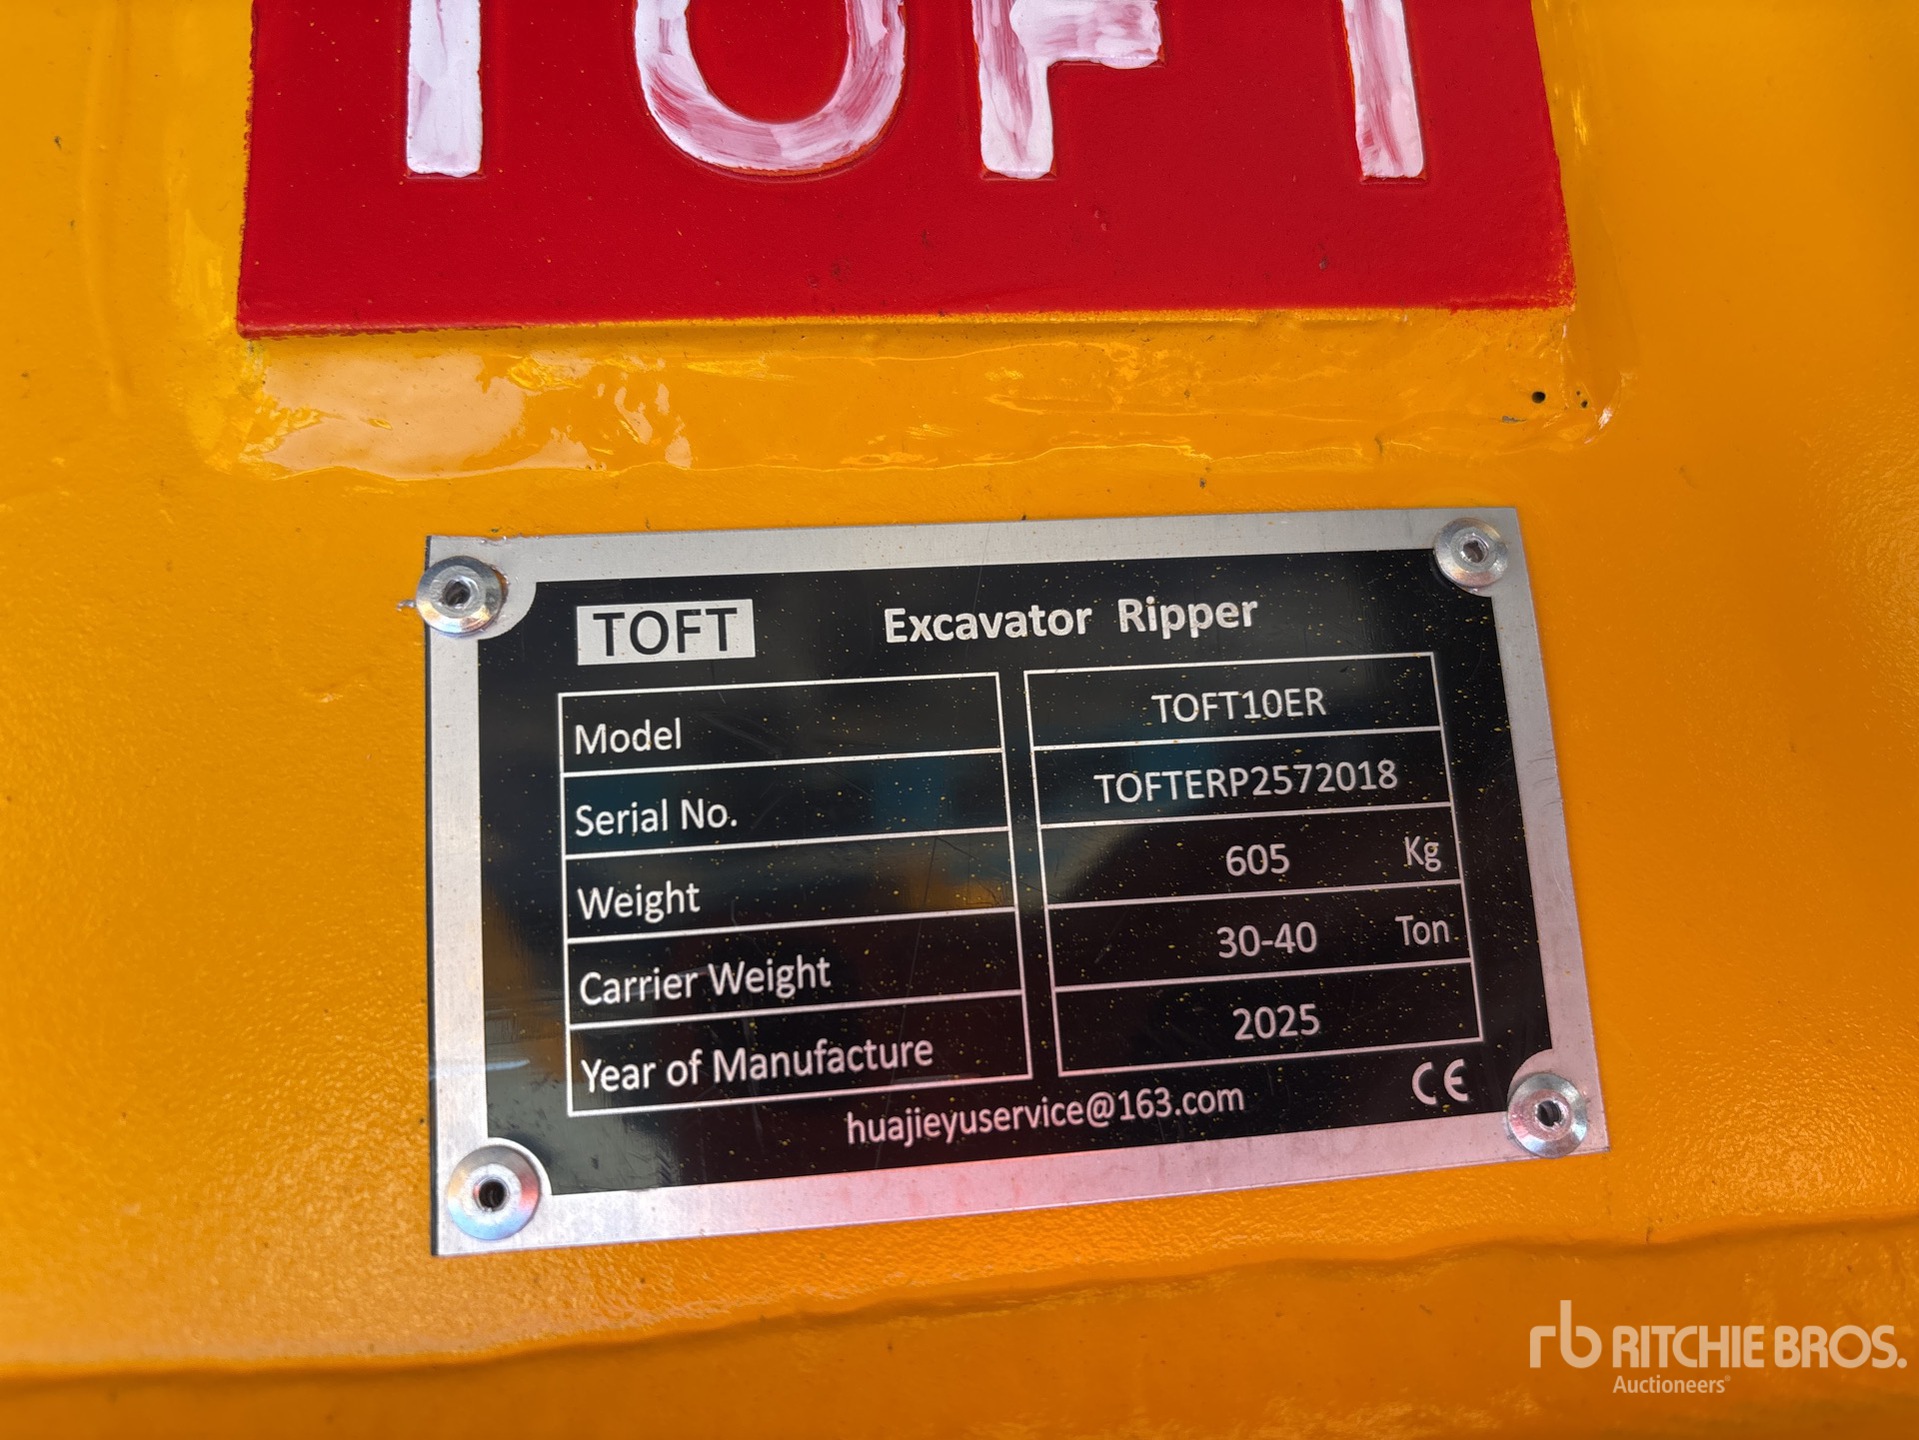 TOFT
TOFT Excavator Ripper
Model TOFT10ER
Serial No. TOFTERP2572018
Weight 605 Kg
Carrier Weight 30-40 Ton
Year of Manufacture 2025
huajieyuservice@163.com CE
rb RITCHIE BROS.
Auctioneers®